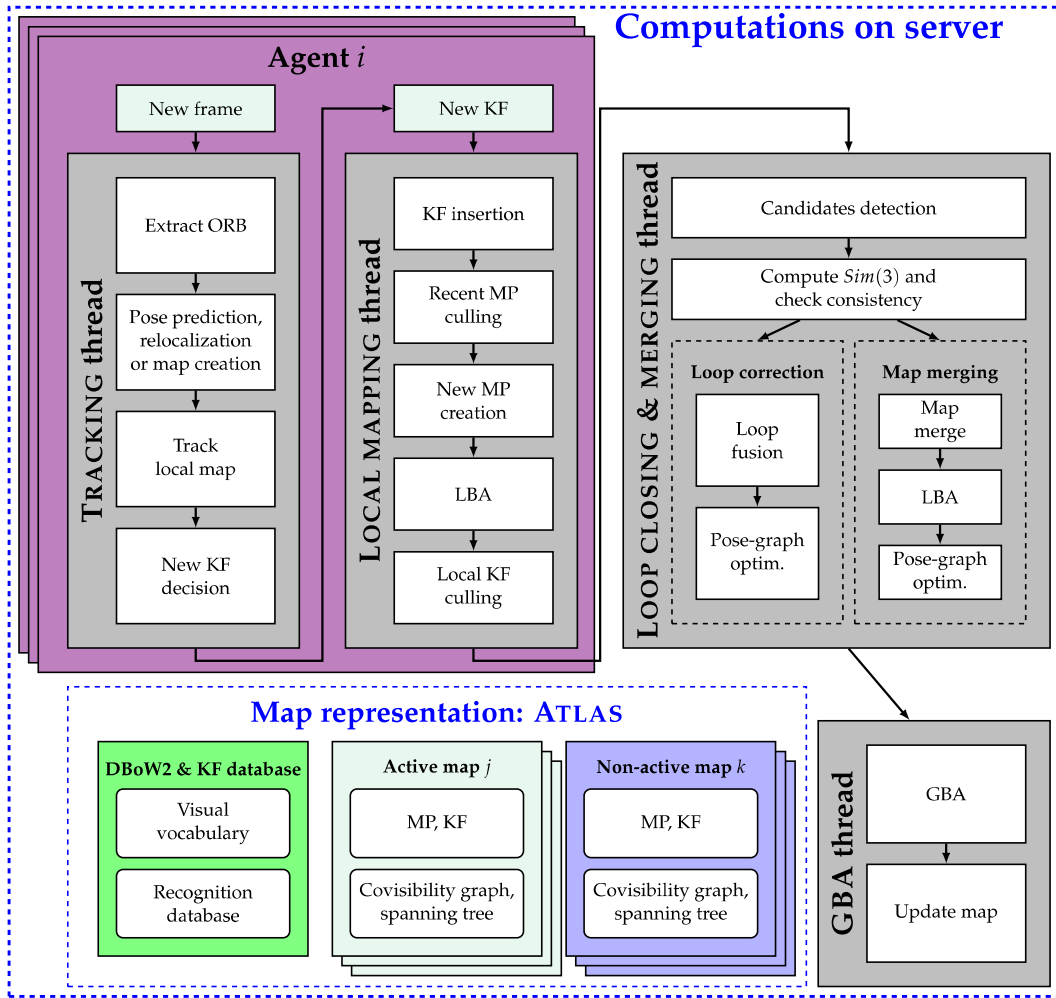 Computations on server
Agent i
New frame
TRACKING thread
Extract ORB
Pose prediction,
relocalization
or map creation
Track
local map
New KF
decision
New KF
LOCAL MAPPING thread
KF insertion
Recent MP
culling
New MP
creation
LBA
Local KF
culling
LOOP CLOSING & MERGING thread
Candidates detection
Compute Sim(3) and
check consistency
Loop correction
Loop
fusion
Pose-graph
optim.
Map merging
Map
merge
LBA
Pose-graph
optim.
Map representation: ATLAS
DBoW2 & KF database
Visual
vocabulary
Recognition
database
Active map j
MP, KF
Covisibility graph,
spanning tree
Non-active map k
MP, KF
Covisibility graph,
spanning tree
GBA thread
GBA
Update map